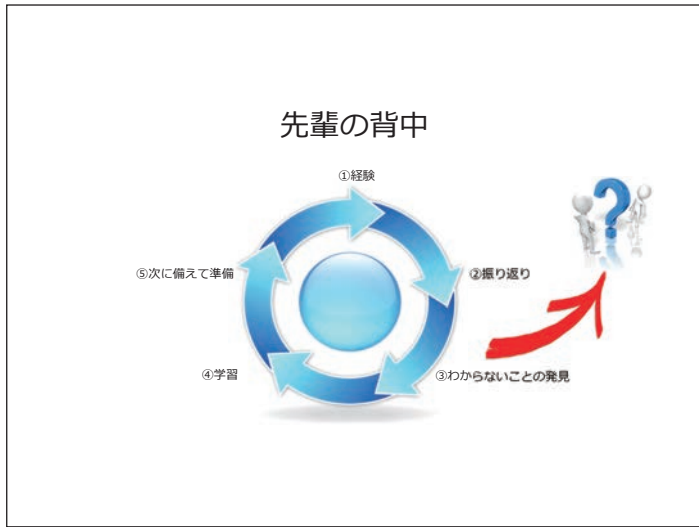 先輩の背中
①経験
②振り返り
③わからないことの発見
④学習
⑤次に備えて準備
?